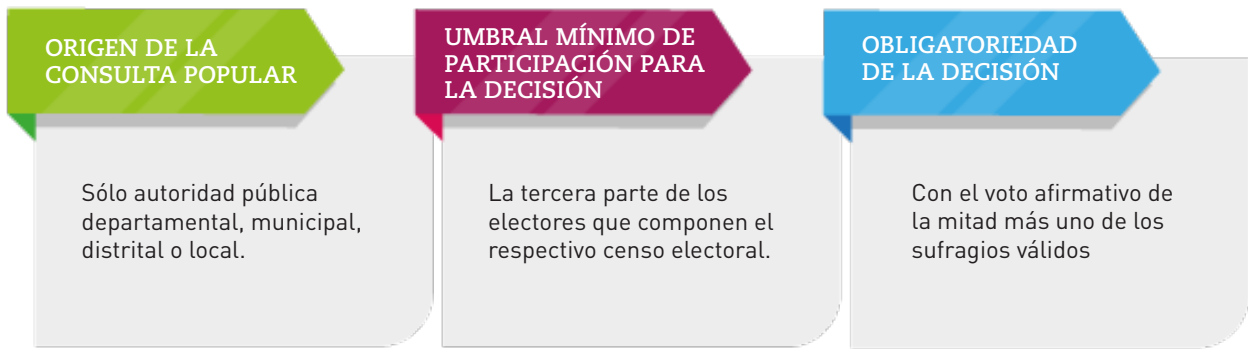 ORIGEN DE LA
CONSULTA POPULAR
Sólo autoridad pública
departamental, municipal,
distrital o local.
UMBRAL MÍNIMO DE
PARTICIPACIÓN PARA
LA DECISIÓN
La tercera parte de los
electores que componen el
respectivo censo electoral.
OBLIGATORIEDAD
DE LA DECISIÓN
Con el voto afirmativo de
la mitad más uno de los
sufragios válidos